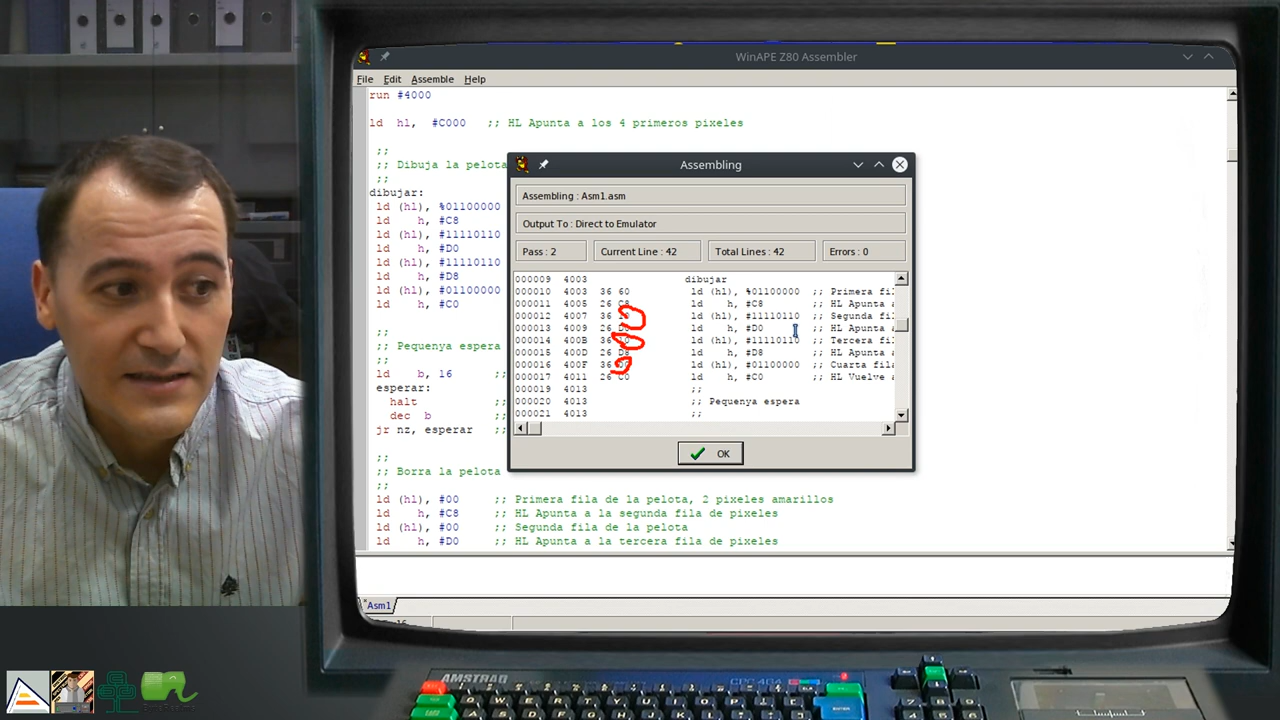 WinAPE Z80 Assembler
File Edit Assemble Help
run #4000
ld hl, #C000 ;; HL Apunta a los 4 primeros pixeles
;;
;; Dibuja la pelota
;;
dibujar:
ld (hl), %01100000
ld h, #C8
ld (hl), #11110110
ld h, #D0
ld (hl), #11110110
ld h, #D8
ld (hl), #01100000
ld h, #C0
;;
;; Pequenya espera
;;
ld b, 16 ;;
esperar:
halt ;;
dec b ;;
jr nz, esperar ;;
;;
;; Borra la pelota
;;
ld (hl), #00 ;; Primera fila de la pelota, 2 pixeles amarillos
ld h, #C8 ;; HL Apunta a la segunda fila de pixeles
ld (hl), #00 ;; Segunda fila de la pelota
ld h, #D0 ;; HL Apunta a la tercera fila de pixeles
Asm1
Assembling
Assembling : Asm1.asm
Output To : Direct to Emulator
Pass : 2 Current Line : 42 Total Lines : 42 Errors : 0
000009 4003 dibujar
000010 4003 36 60 ld (hl), %01100000 ;; Primera fil
000011 4005 26 C8 ld h, #C8 ;; HL Apunta a
000012 4007 36 ld (hl), #11110110 ;; Segunda fil
000013 4009 26 ld h, #D0 ;; HL Apunta a
000014 400B 36 ld (hl), #11110110 ;; Tercera fil
000015 400D 26 D8 ld h, #D8 ;; HL Apunta a
000016 400F 36 ld (hl), #01100000 ;; Cuarta fila
000017 4011 26 C0 ld h, #C0 ;; HL Vuelve a
000019 4013 ;;
000020 4013 ;; Pequenya espera
000021 4013 ;;
OK
AMSTRAD